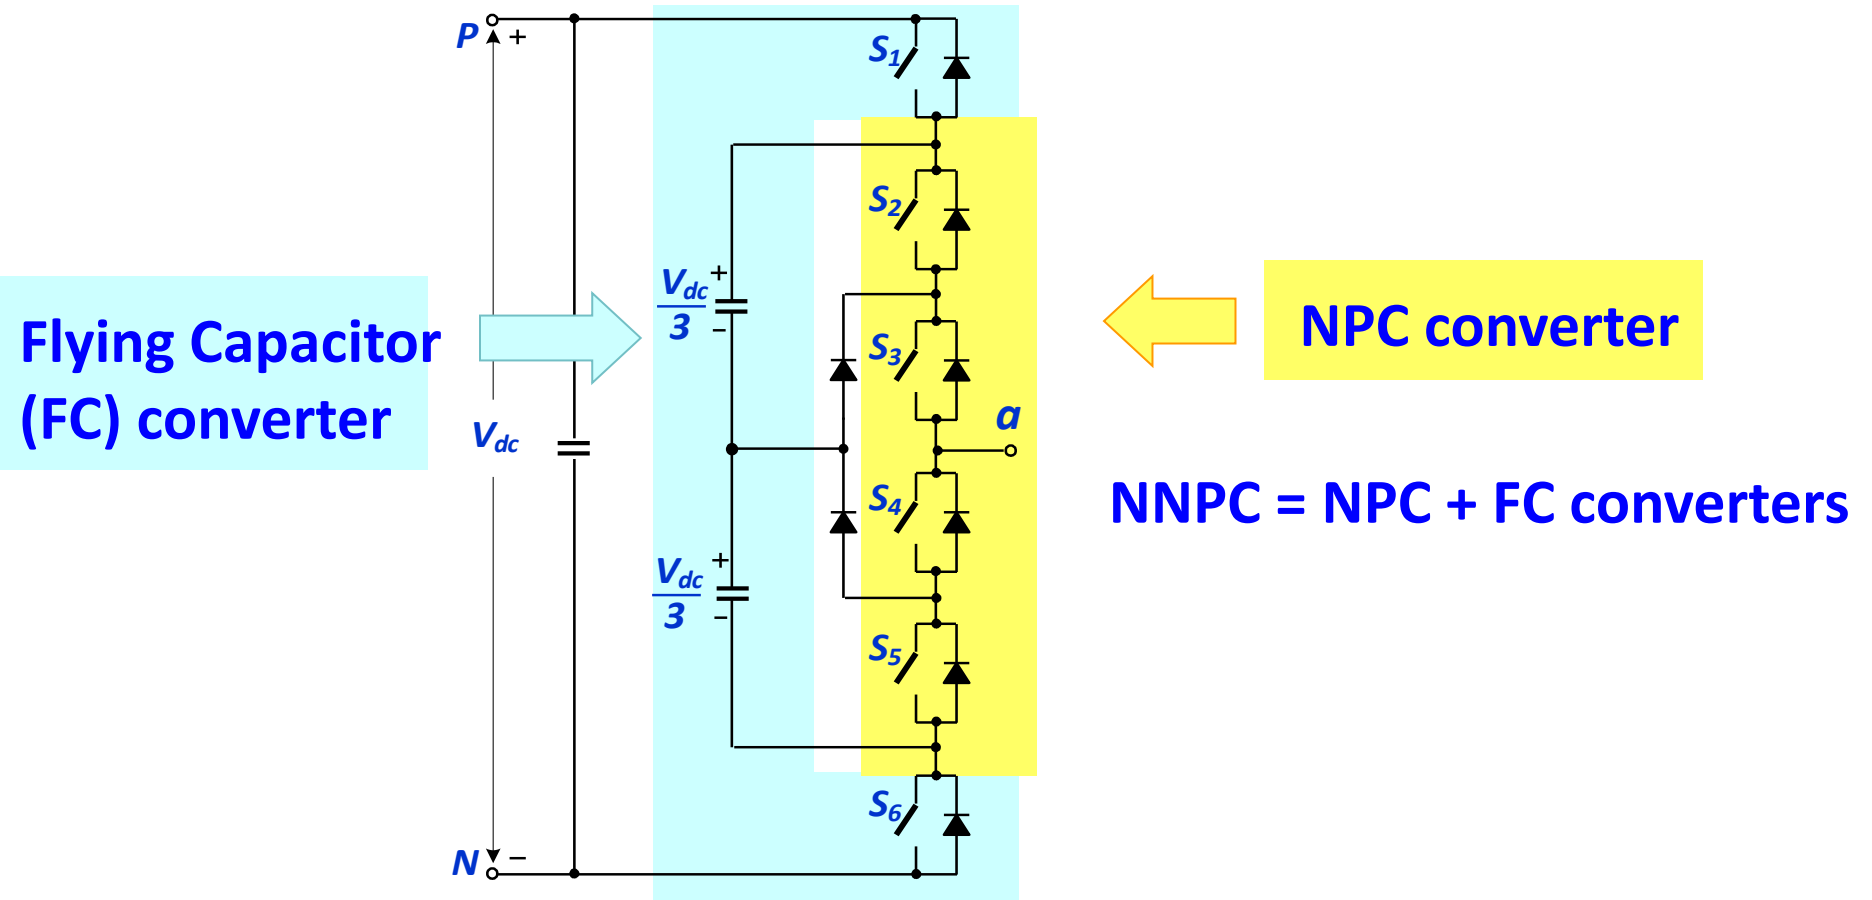 P
+
S1
S2
Vdc
3
+
−
Flying Capacitor
(FC) converter
NPC converter
S3
a
Vdc
S4
NNPC = NPC + FC converters
Vdc
3
+
−
S5
S6
N
−